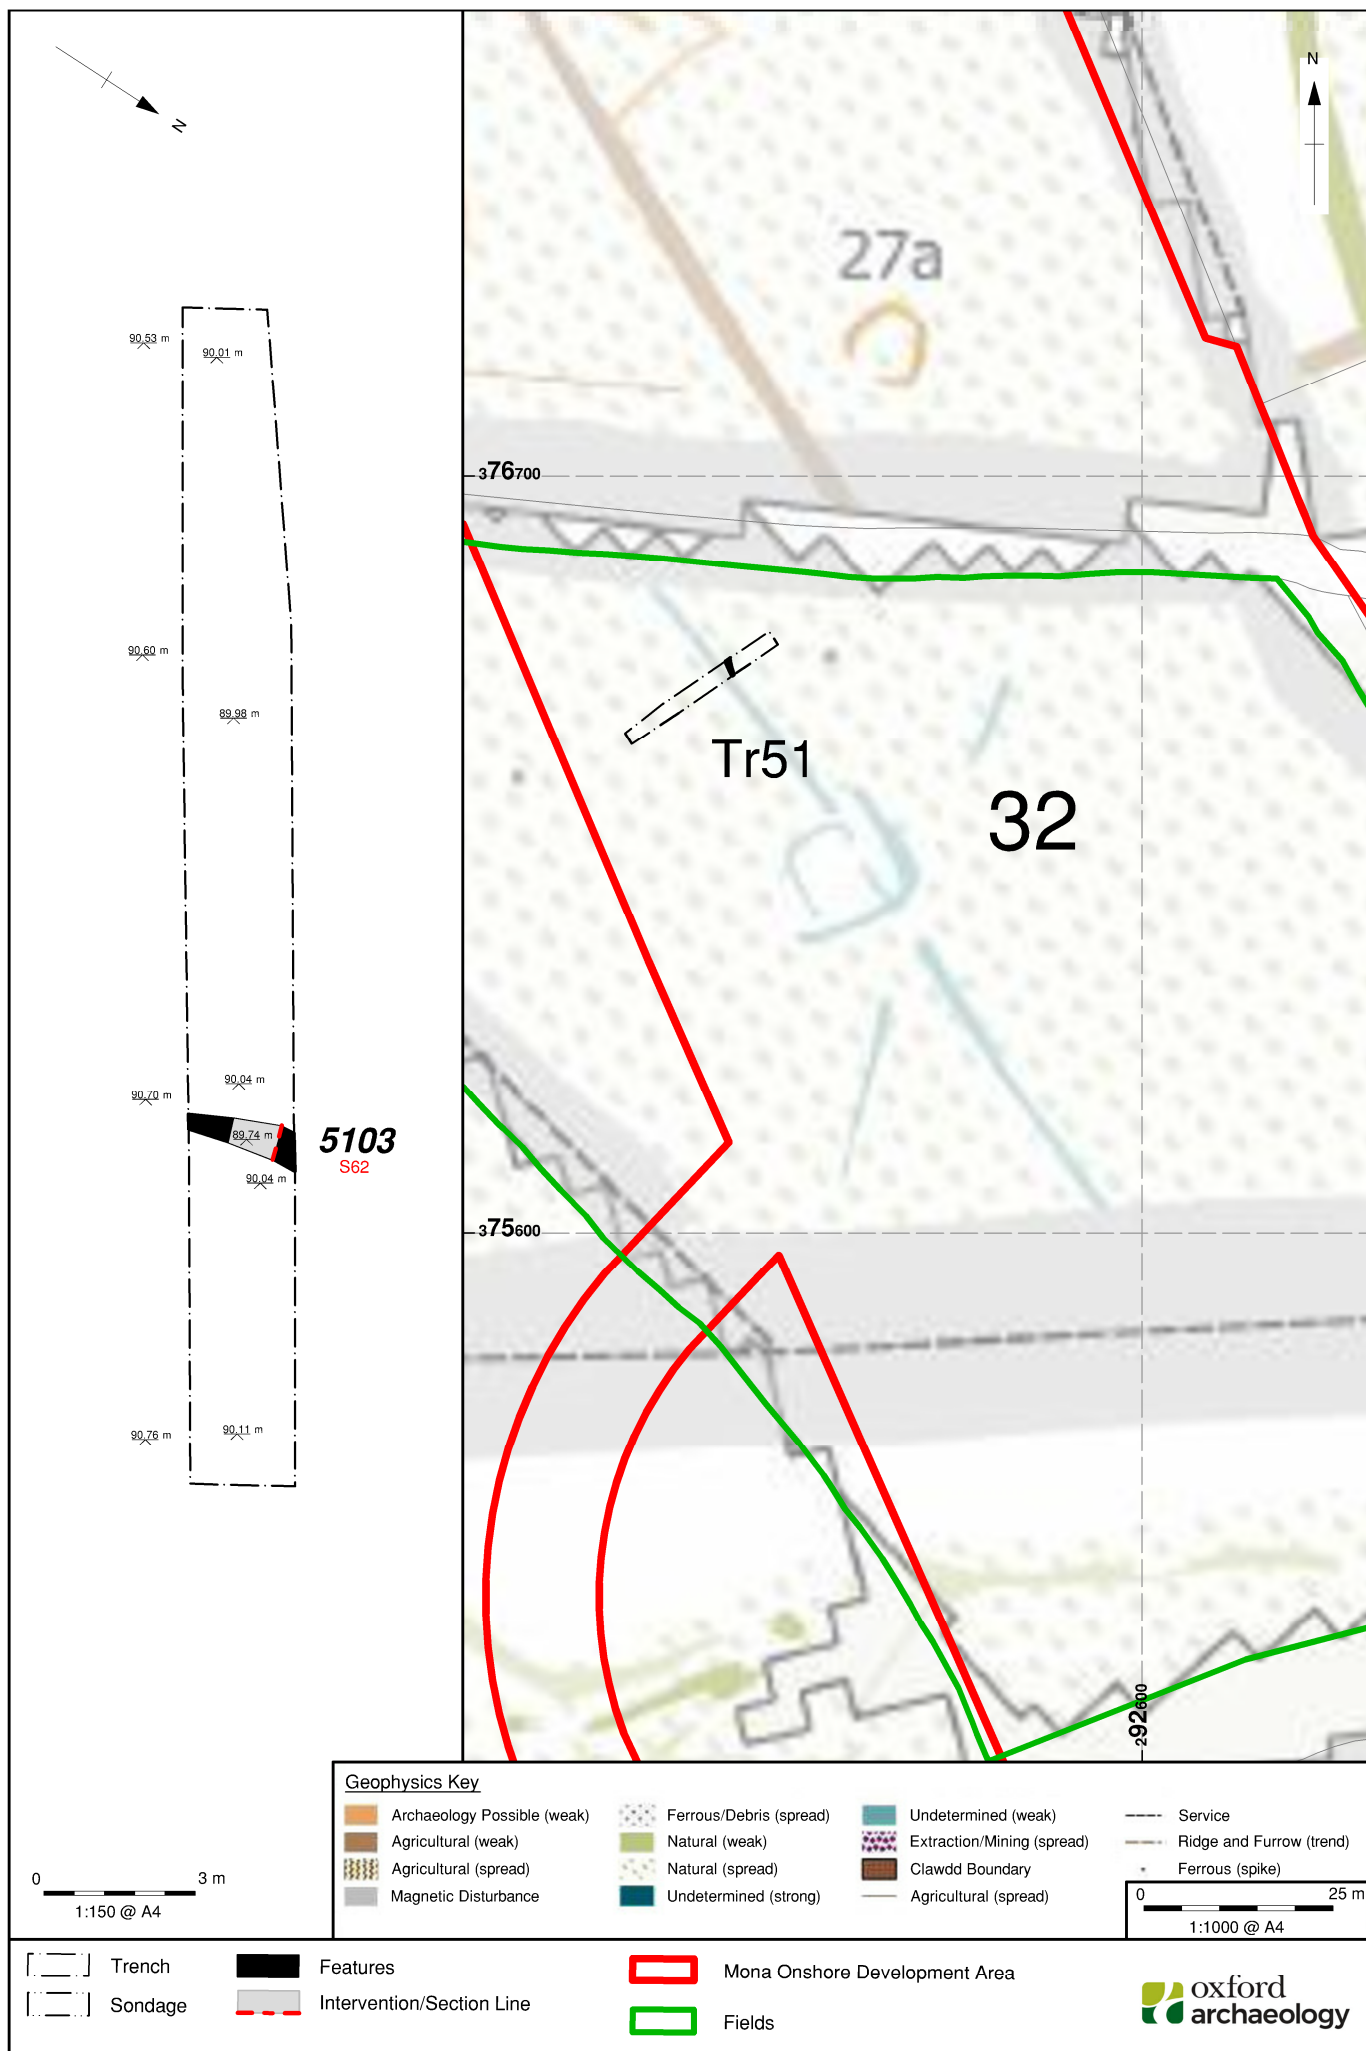 N
N
27a
376700
375600
292600
Tr51
32
90.53 m
90.01 m
90.60 m
89.98 m
90.04 m
90.70 m
89.74 m
5103
S62
90.04 m
90.76 m
90.11 m
Geophysics Key
Archaeology Possible (weak)
Agricultural (weak)
Agricultural (spread)
Magnetic Disturbance
Ferrous/Debris (spread)
Natural (weak)
Natural (spread)
Undetermined (strong)
Undetermined (weak)
Extraction/Mining (spread)
Clawdd Boundary
Agricultural (spread)
Service
Ridge and Furrow (trend)
Ferrous (spike)
0 3 m
1:150 @ A4
0 25 m
1:1000 @ A4
Trench
Sondage
Features
Intervention/Section Line
Mona Onshore Development Area
Fields
oxford
archaeology